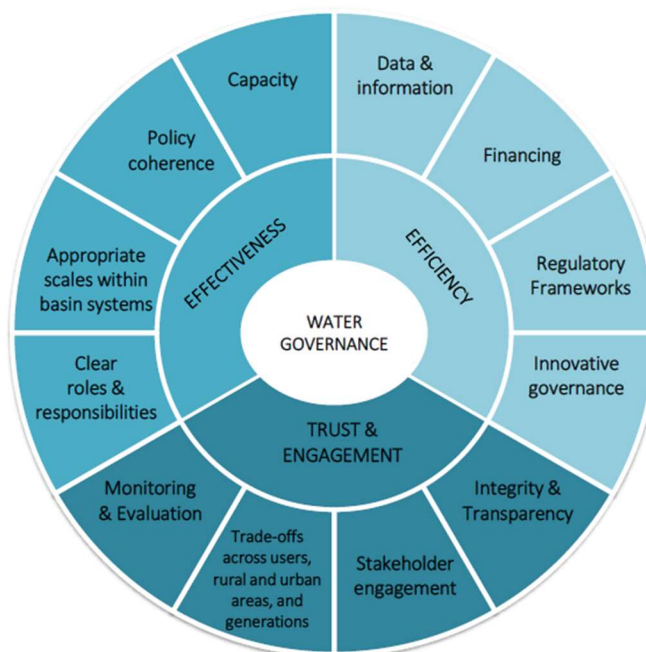 WATER
GOVERNANCE
EFFECTIVENESS
EFFICIENCY
TRUST &
ENGAGEMENT
Capacity
Policy
coherence
Appropriate
scales within
basin systems
Clear
roles &
responsibilities
Data &
information
Financing
Regulatory
Frameworks
Innovative
governance
Integrity &
Transparency
Stakeholder
engagement
Trade-offs
across users,
rural and urban
areas, and
generations
Monitoring
& Evaluation